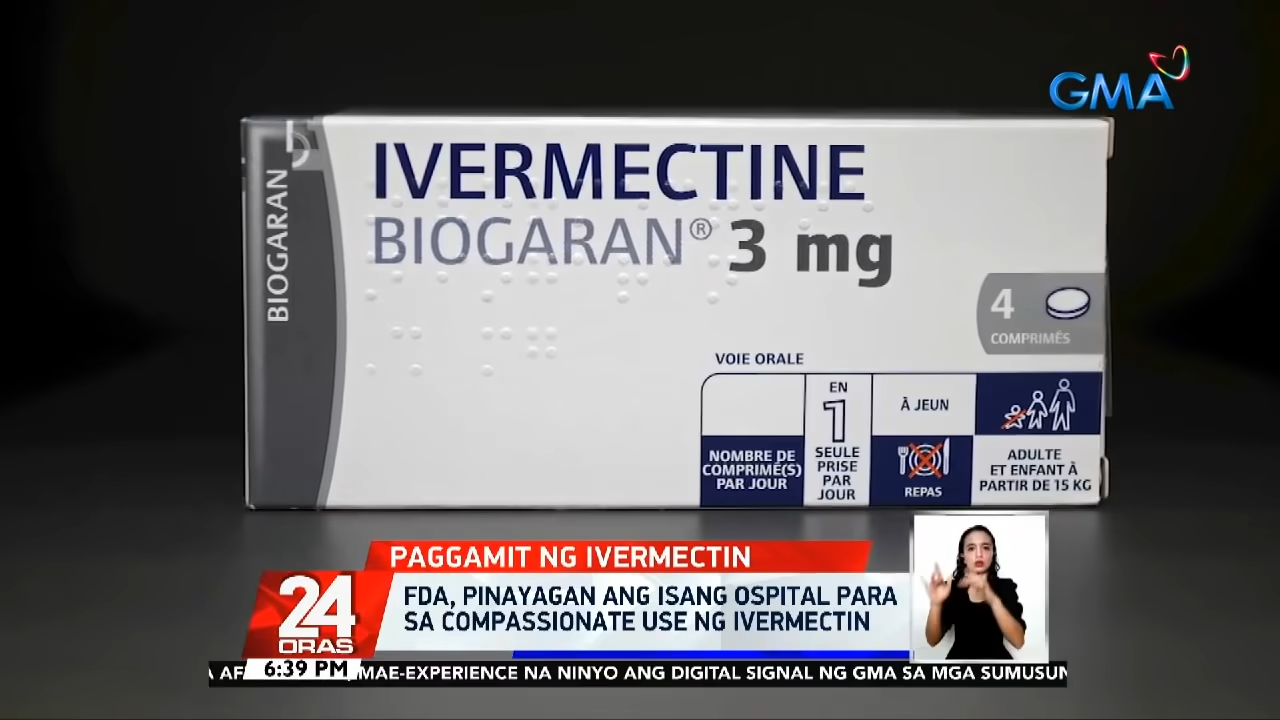 GMA
IVERMECTINE
BIOGARAN® 3 mg
BIOGARAN
4
COMPRIMÉS
VOIE ORALE
NOMBRE DE
COMPRIMÉ(S)
PAR JOUR
EN
1
SEULE
PRISE
PAR
JOUR
À JEUN
REPAS
ADULTE
ET ENFANT À
PARTIR DE 15 KG
PAGGAMIT NG IVERMECTIN
24
ORAS
FDA, PINAYAGAN ANG ISANG OSPITAL PARA
SA COMPASSIONATE USE NG IVERMECTIN
6:39 PM
MAE-EXPERIENCE NA NINYO ANG DIGITAL SIGNAL NG GMA SA MGA SUMUSUN